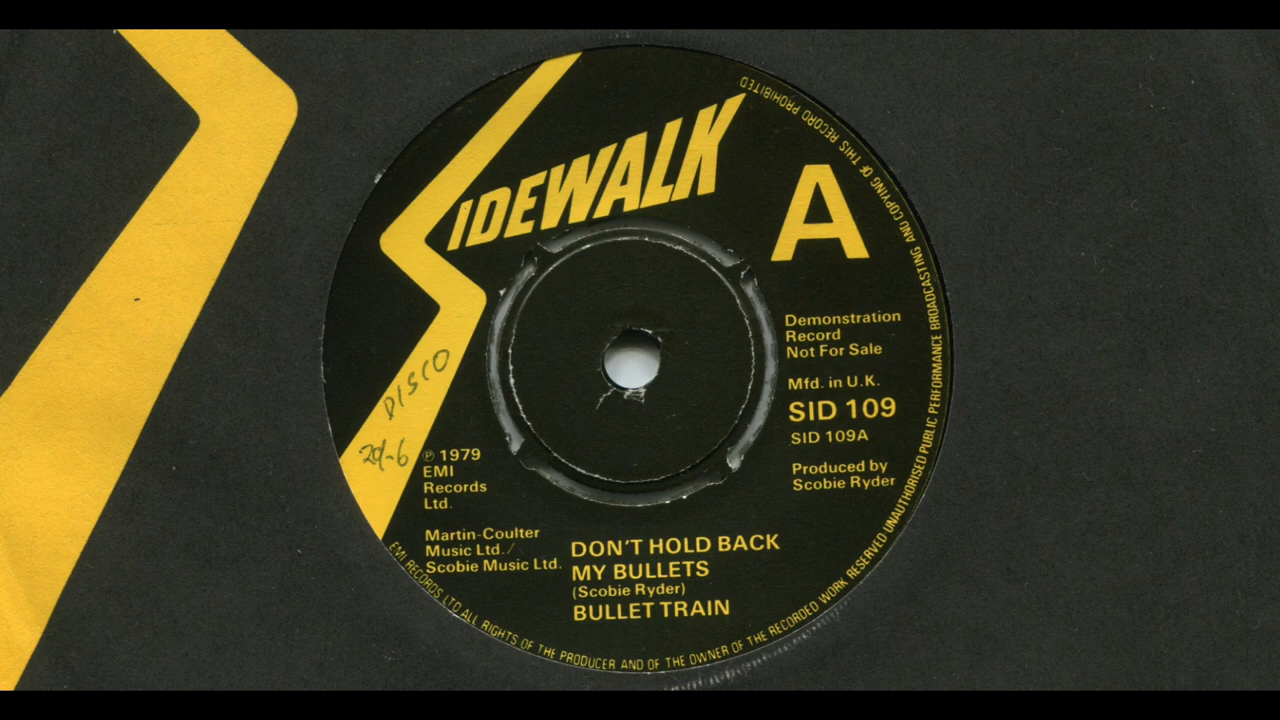 SIDEWALK
A
Demonstration
Record
Not For Sale
Mfd. in U.K.
SID 109
SID 109A
Produced by
Scobie Ryder
DISCO
29-6
℗ 1979
EMI
Records
Ltd.
Martin-Coulter
Music Ltd./
Scobie Music Ltd.
DON'T HOLD BACK
MY BULLETS
(Scobie Ryder)
BULLET TRAIN
EMI RECORDS LTD ALL RIGHTS OF THE PRODUCER AND OF THE OWNER OF THE RECORDED WORK RESERVED UNAUTHORISED PUBLIC PERFORMANCE BROADCASTING AND COPYING OF THIS RECORD PROHIBITED